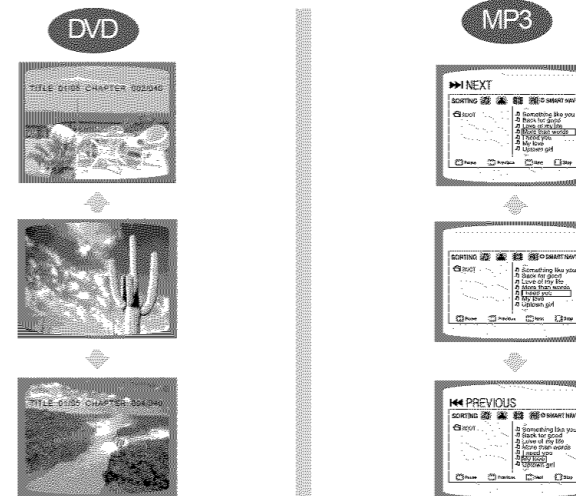 DVD
TITLE 01/05 CHAPTER 002/040
TITLE 01/05 CHAPTER 004/040
MP3
NEXT
SORTING SMART NAVI
ROOT
Something like you
Back for good
Love of my life
More than words
I need you
My love
Uptown girl
Pause Previous Next Stop
SORTING SMART NAVI
ROOT
Something like you
Back for good
Love of my life
More than words
I need you
My love
Uptown girl
Pause Previous Next Stop
PREVIOUS
SORTING SMART NAVI
ROOT
Something like you
Back for good
Love of my life
More than words
I need you
My love
Uptown girl
Pause Previous Next Stop